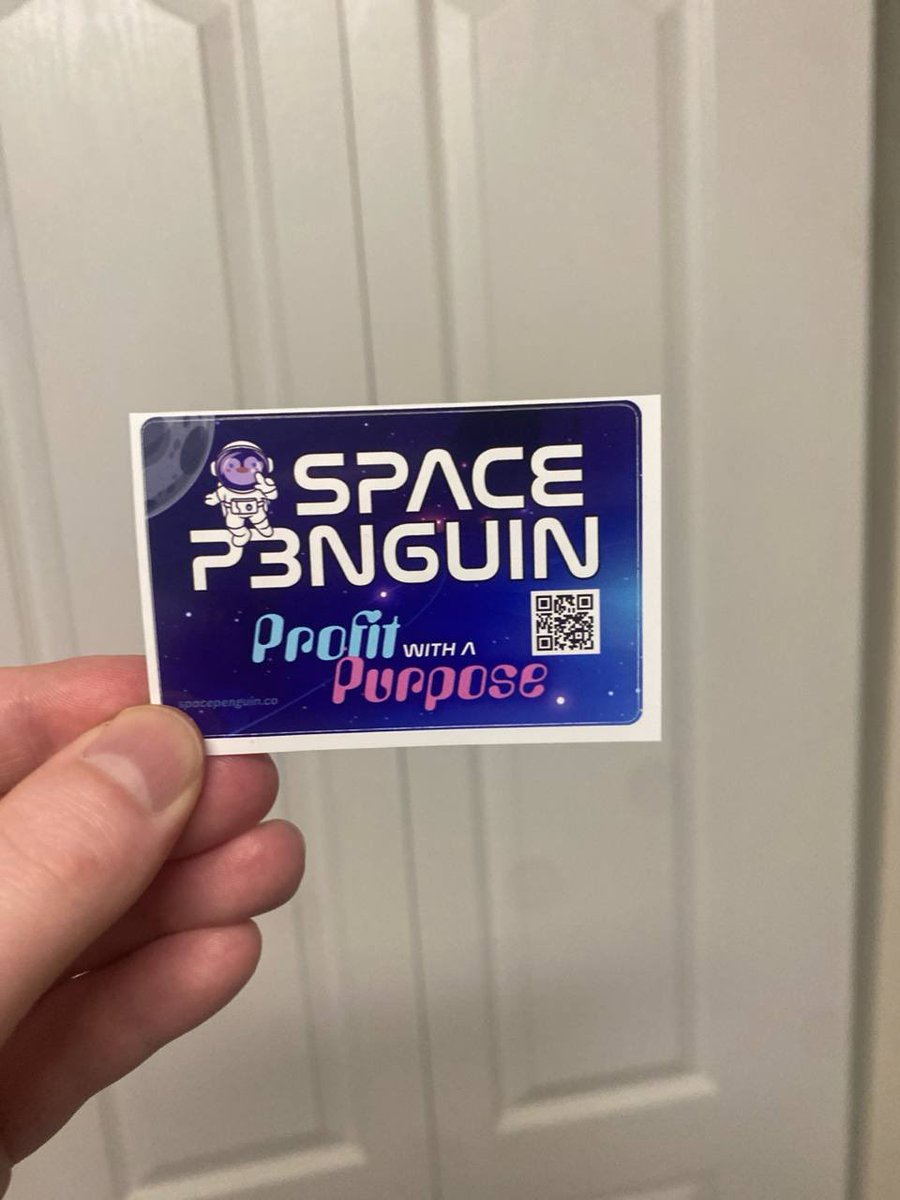 SPACE
P3NGUIN
Profit WITH A
Purpose
spacepenguin.co